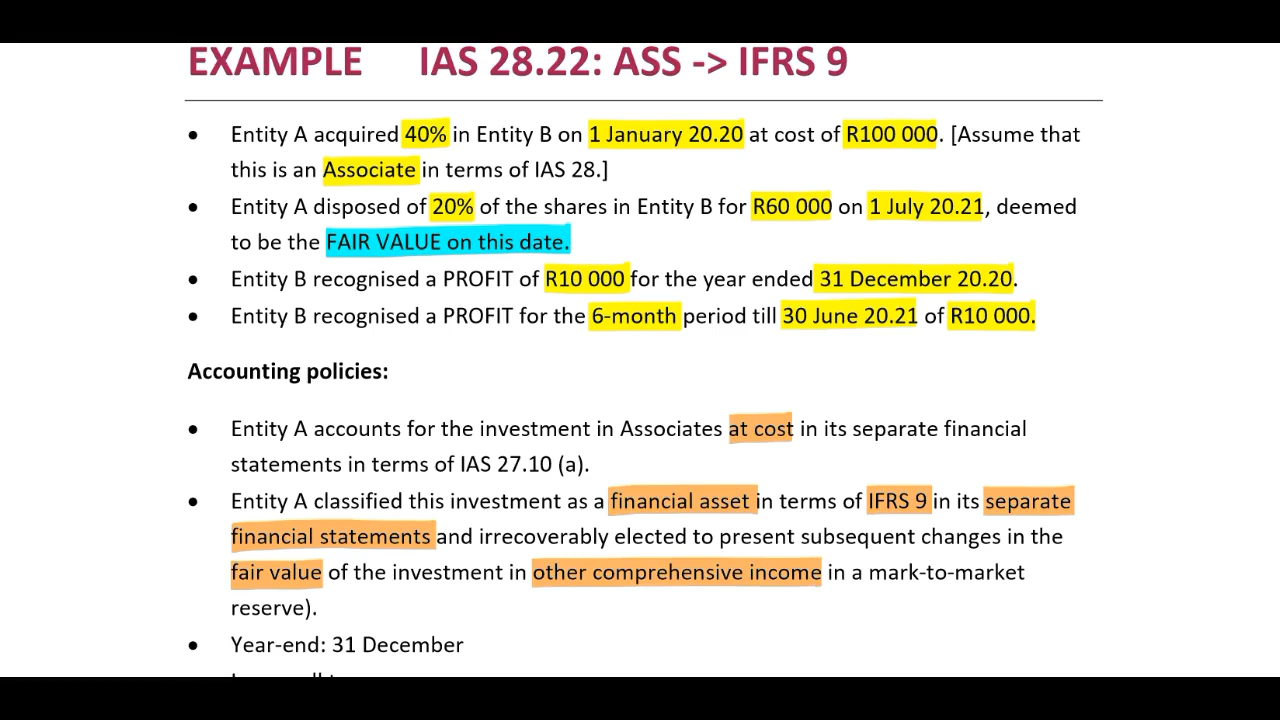 EXAMPLE IAS 28.22: ASS -> IFRS 9
• Entity A acquired 40% in Entity B on 1 January 20.20 at cost of R100 000. [Assume that
this is an Associate in terms of IAS 28.]
• Entity A disposed of 20% of the shares in Entity B for R60 000 on 1 July 20.21, deemed
to be the FAIR VALUE on this date.
• Entity B recognised a PROFIT of R10 000 for the year ended 31 December 20.20.
• Entity B recognised a PROFIT for the 6-month period till 30 June 20.21 of R10 000.
Accounting policies:
• Entity A accounts for the investment in Associates at cost in its separate financial
statements in terms of IAS 27.10 (a).
• Entity A classified this investment as a financial asset in terms of IFRS 9 in its separate
financial statements and irrecoverably elected to present subsequent changes in the
fair value of the investment in other comprehensive income in a mark-to-market
reserve).
• Year-end: 31 December